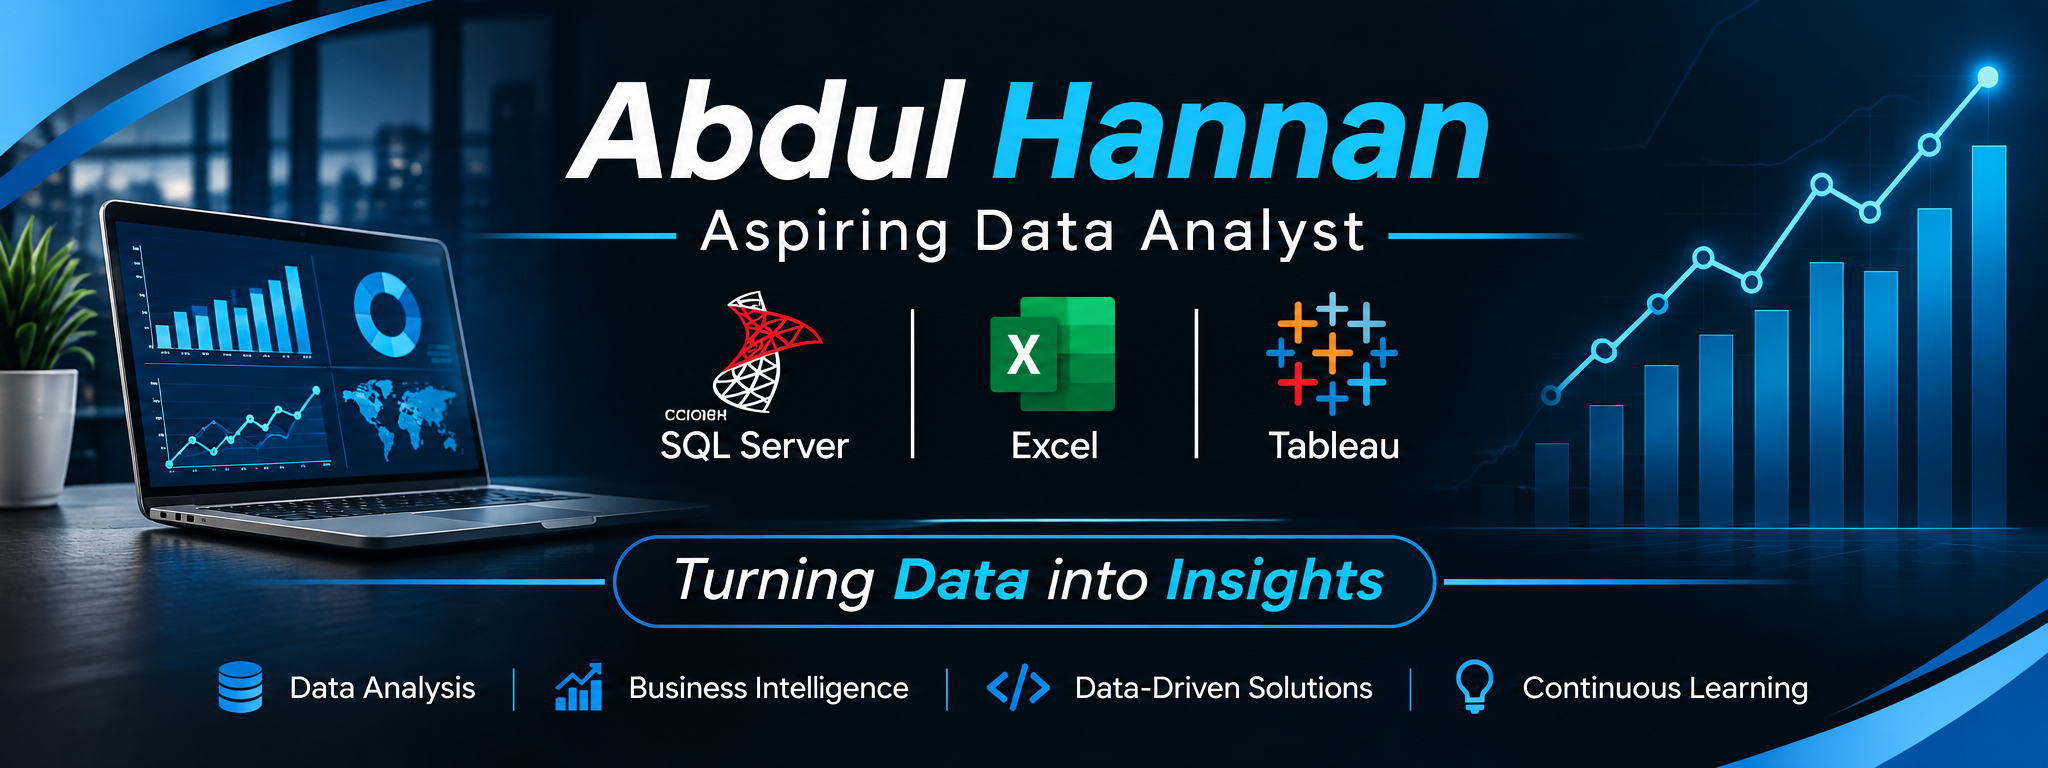 Abdul Hannan
Aspiring Data Analyst
X
SQL Server
Excel
Tableau
Turning Data into Insights
Data Analysis
Business Intelligence
</>
Data-Driven Solutions
Continuous Learning